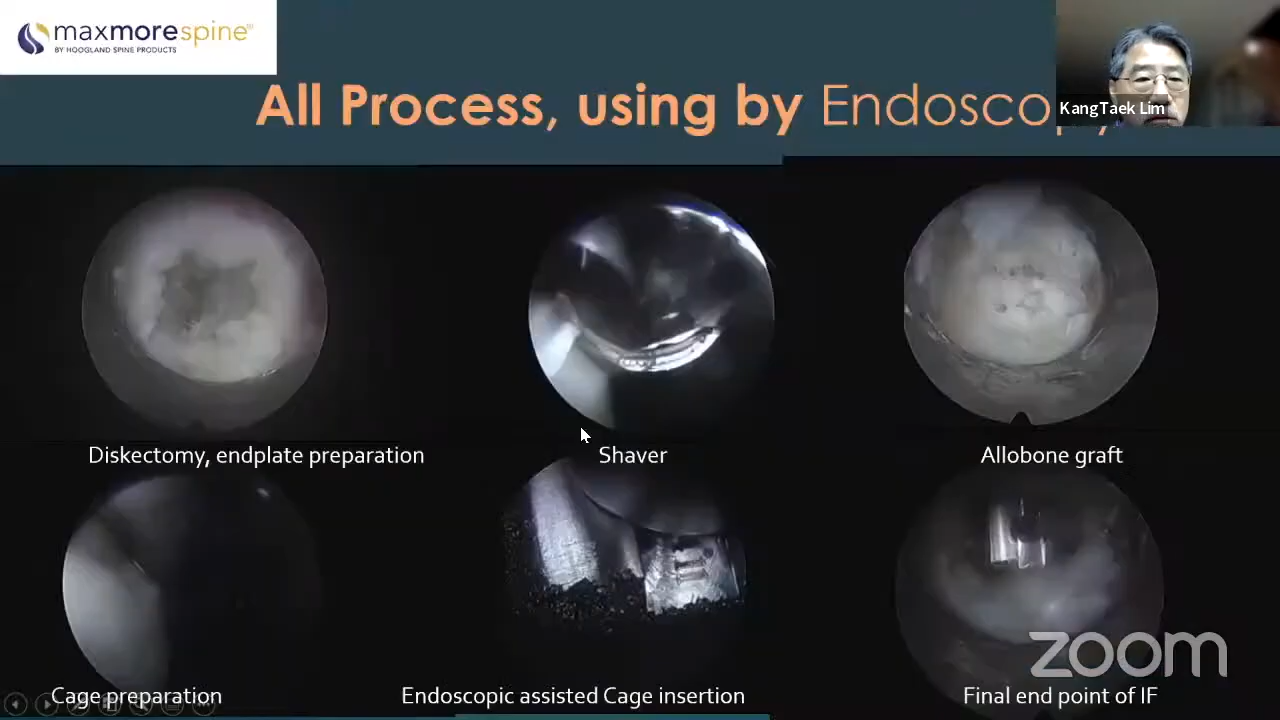 maxmorespine
BY HOOGLAND SPINE PRODUCTS
All Process, using by Endosco
KangTaek Lim
Diskectomy, endplate preparation
Shaver
Allobone graft
Cage preparation
Endoscopic assisted Cage insertion
Final end point of IF
zoom